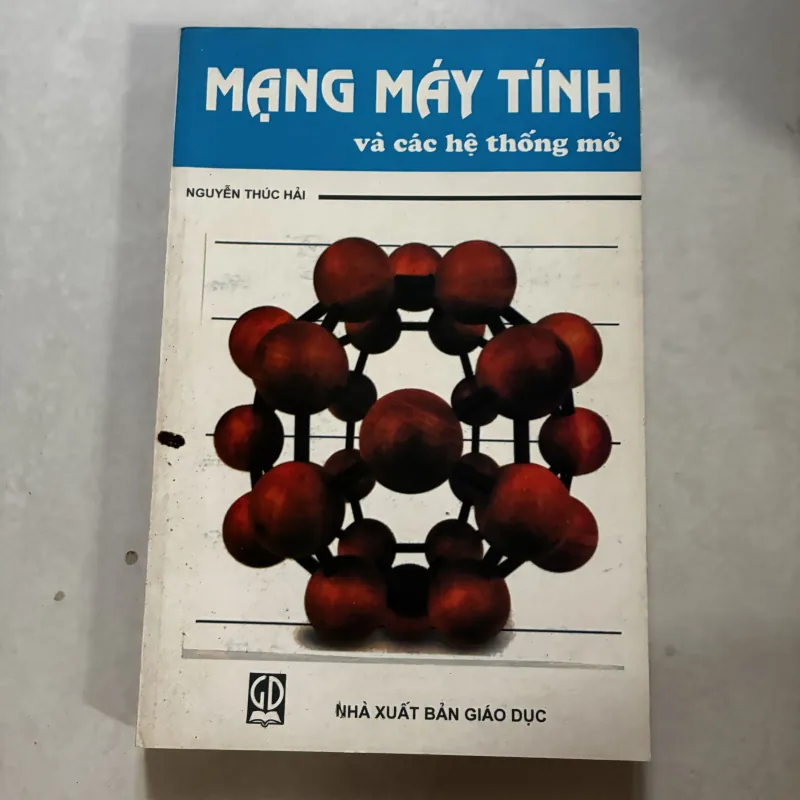 MẠNG MÁY TÍNH
và các hệ thống mở
NGUYỄN THÚC HẢI
GD
NHÀ XUẤT BẢN GIÁO DỤC